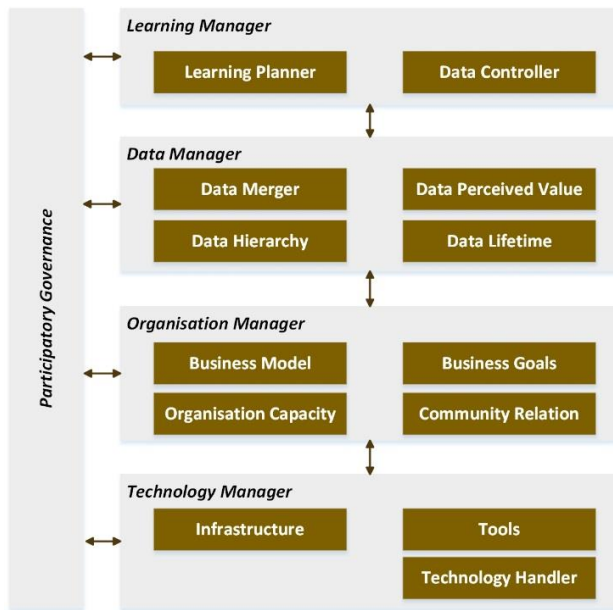 Participatory Governance
Learning Manager
Learning Planner
Data Controller
Data Manager
Data Merger
Data Perceived Value
Data Hierarchy
Data Lifetime
Organisation Manager
Business Model
Business Goals
Organisation Capacity
Community Relation
Technology Manager
Infrastructure
Tools
Technology Handler